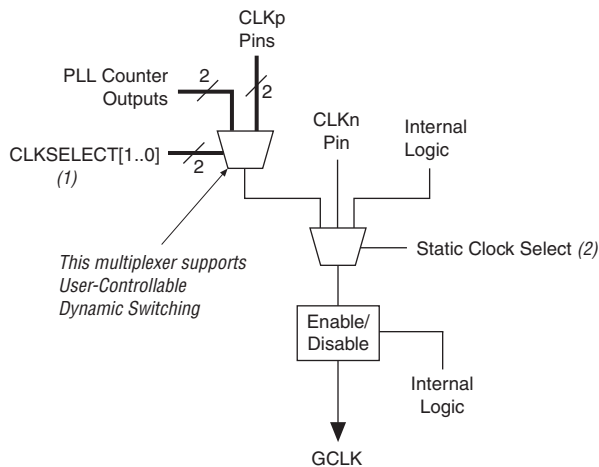 CLKp
Pins
PLL Counter
Outputs
2
2
CLKn
Pin
Internal
Logic
CLKSELECT[1..0]
(1)
2
This multiplexer supports
User-Controllable
Dynamic Switching
Static Clock Select (2)
Enable/
Disable
Internal
Logic
GCLK